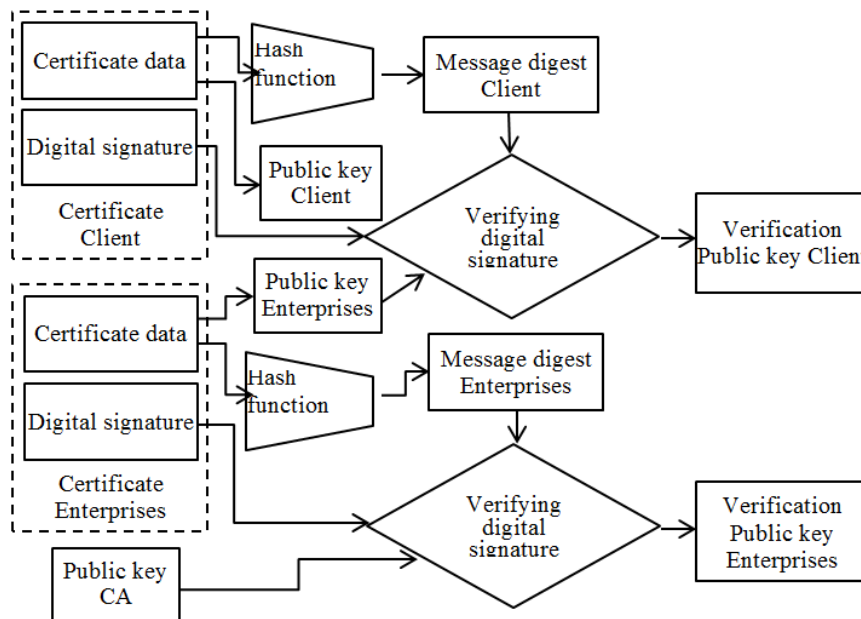 Certificate data
Hash
function
Message digest
Client
Digital signature
Public key
Client
Certificate
Client
Verifying
digital
signature
Verification
Public key Client
Public key
Enterprises
Certificate data
Hash
function
Message digest
Enterprises
Digital signature
Certificate
Enterprises
Verifying
digital
signature
Verification
Public key
Enterprises
Public key
CA